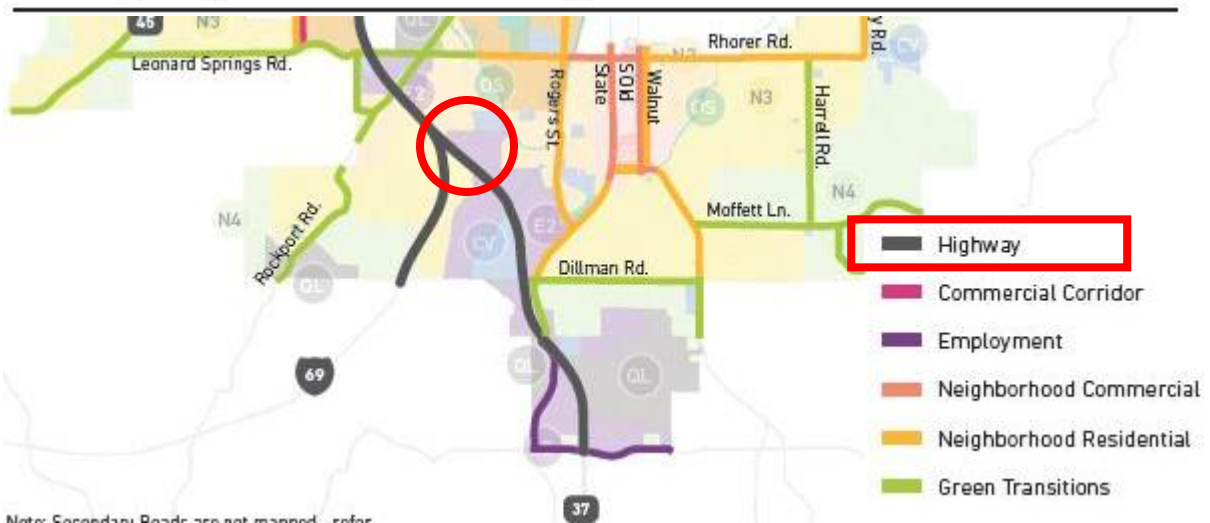 45
N3
Leonard Springs Rd.
Rhorer Rd.
CV
OS
Rogers St.
State
S Old
Walnut
OS
N3
Harrell Rd.
N4
N4
Rockport Rd.
Moffett Ln.
CV
E2
Dillman Rd.
QL
69
QL
QL
37
Highway
Commercial Corridor
Employment
Neighborhood Commercial
Neighborhood Residential
Green Transitions